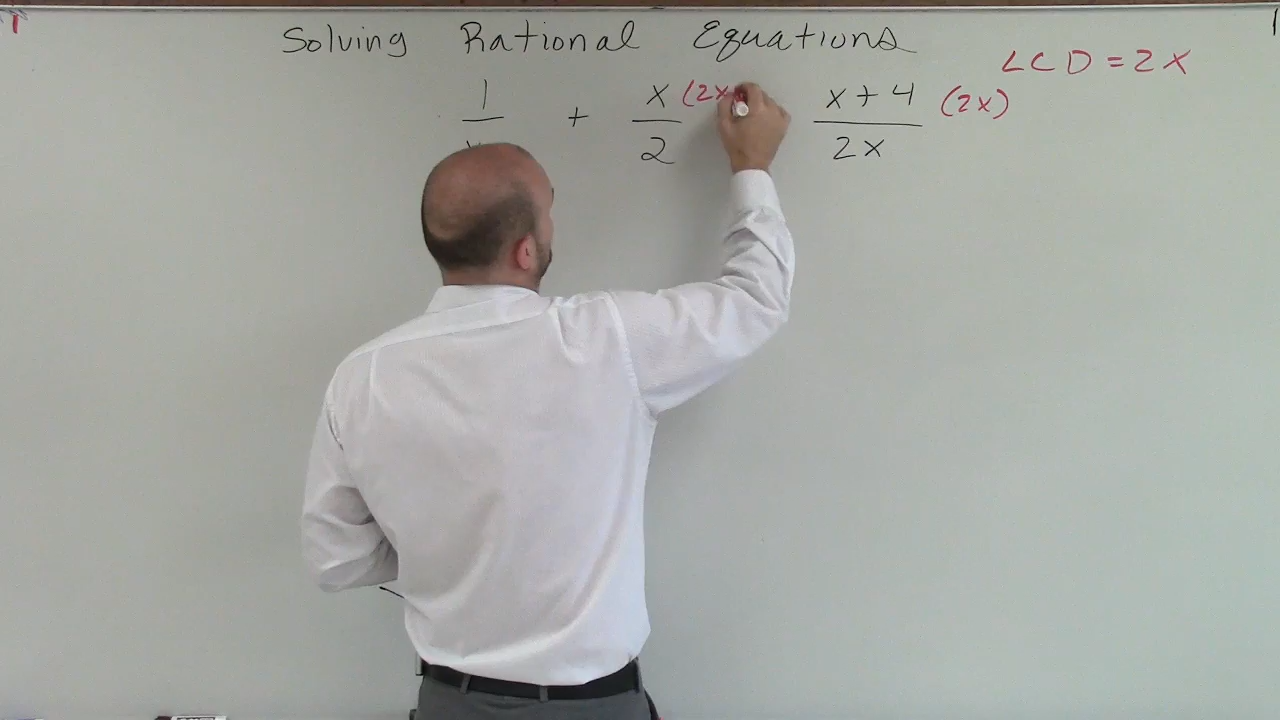 Solving Rational Equations
LCD = 2x
1 + x (2x x + 4 (2x)
2 2x